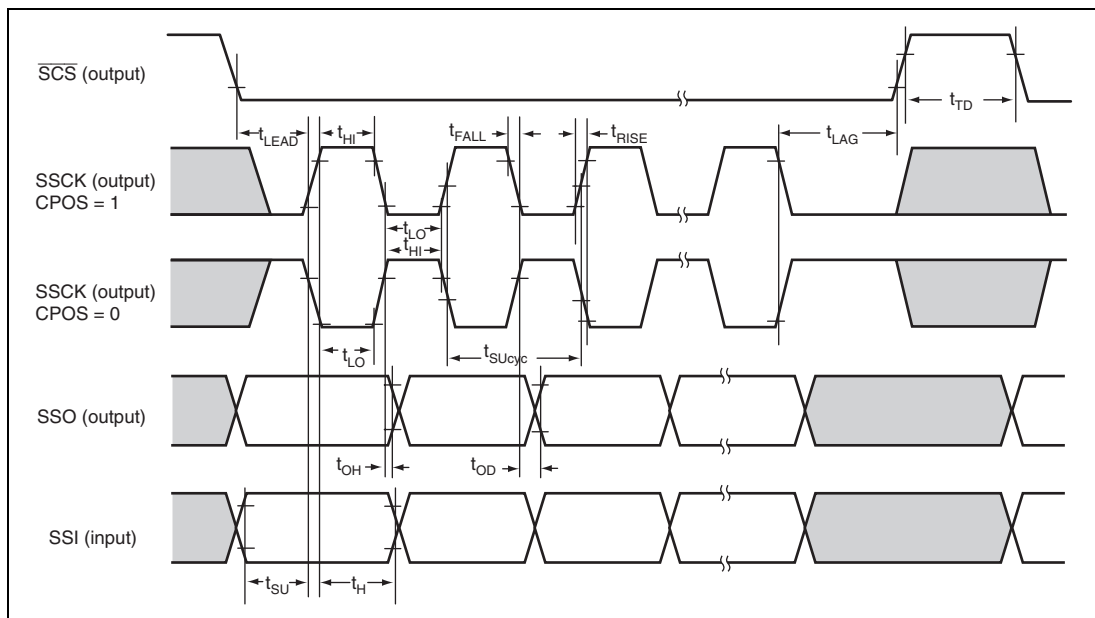 SCS (output)
tTD
tLEAD
tHI
tFALL
tRISE
tLAG
SSCK (output)
CPOS = 1
tLO
tHI
SSCK (output)
CPOS = 0
tLO
tSUcyc
SSO (output)
tOH
tOD
SSI (input)
tSU
tH